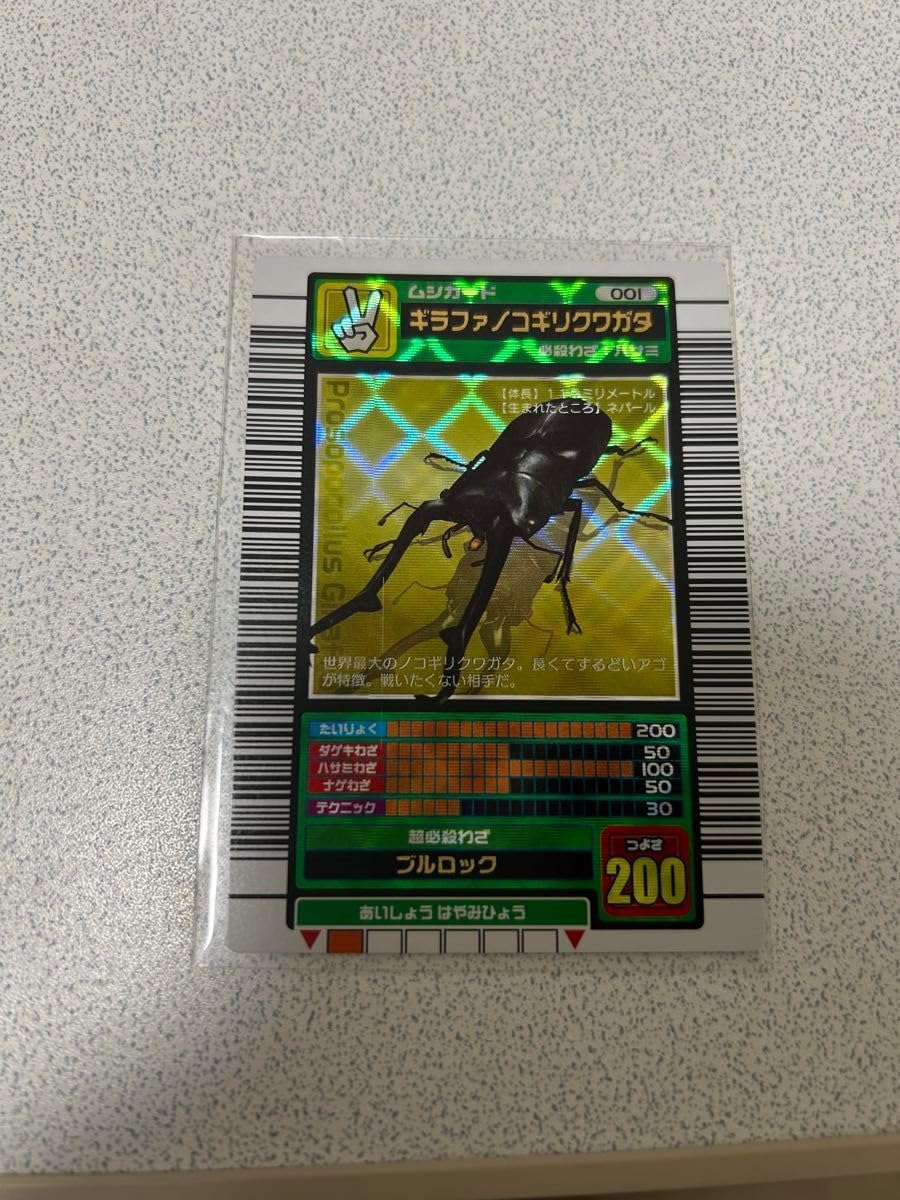 ムシカード
001
ギラファノコギリクワガタ
必殺わざ・ハサミ
【体長】
ミリメートル
【生まれたところ】ネパール
Prosopocoilus
世界最大のノコギリクワガタ。長くてするどいアゴ
が特徴。戦いたくない相手だ。
たいりょく 200
ダゲキわざ 50
ハサミわざ 100
ナゲわざ 50
テクニック 30
超必殺わざ
ブルロック
つよさ
200
あいしょう はやみひょう